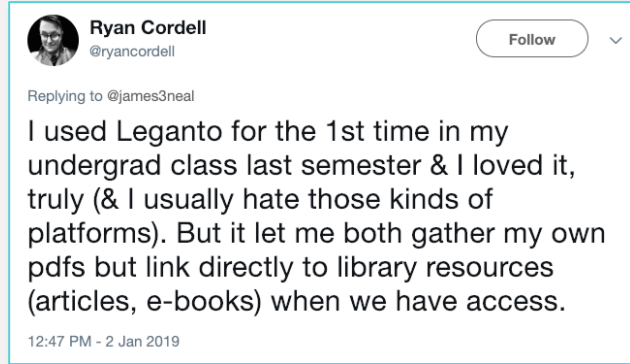 Ryan Cordell
@ryancordell
Follow
Replying to @james3neal
I used Leganto for the 1st time in my
undergrad class last semester & I loved it,
truly (& I usually hate those kinds of
platforms). But it let me both gather my own
pdfs but link directly to library resources
(articles, e-books) when we have access.
12:47 PM - 2 Jan 2019